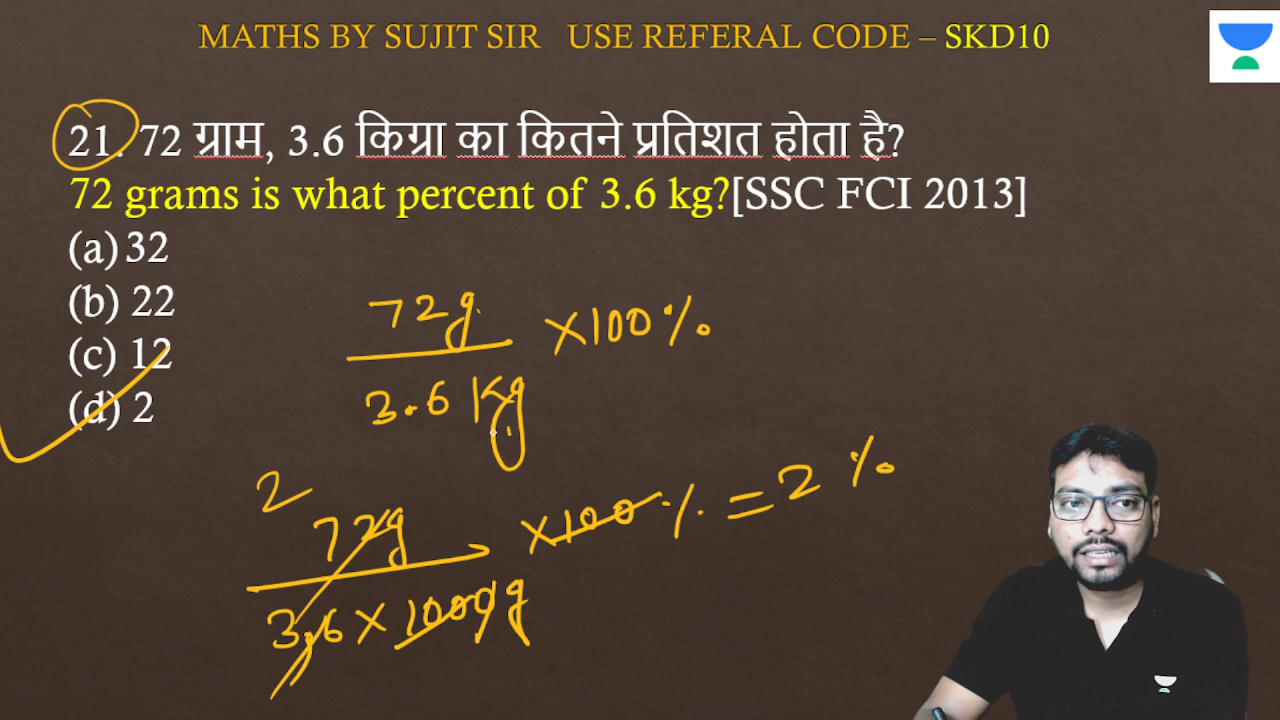 MATHS BY SUJIT SIR USE REFERAL CODE – SKD10
21. 72 ग्राम, 3.6 किग्रा का कितने प्रतिशत होता है?
72 grams is what percent of 3.6 kg?[SSC FCI 2013]
(a) 32
(b) 22
(c) 12
(d) 2
72g
×100%
3.6 Kg
2
72g
×100% = 2%
3.6 × 1000g